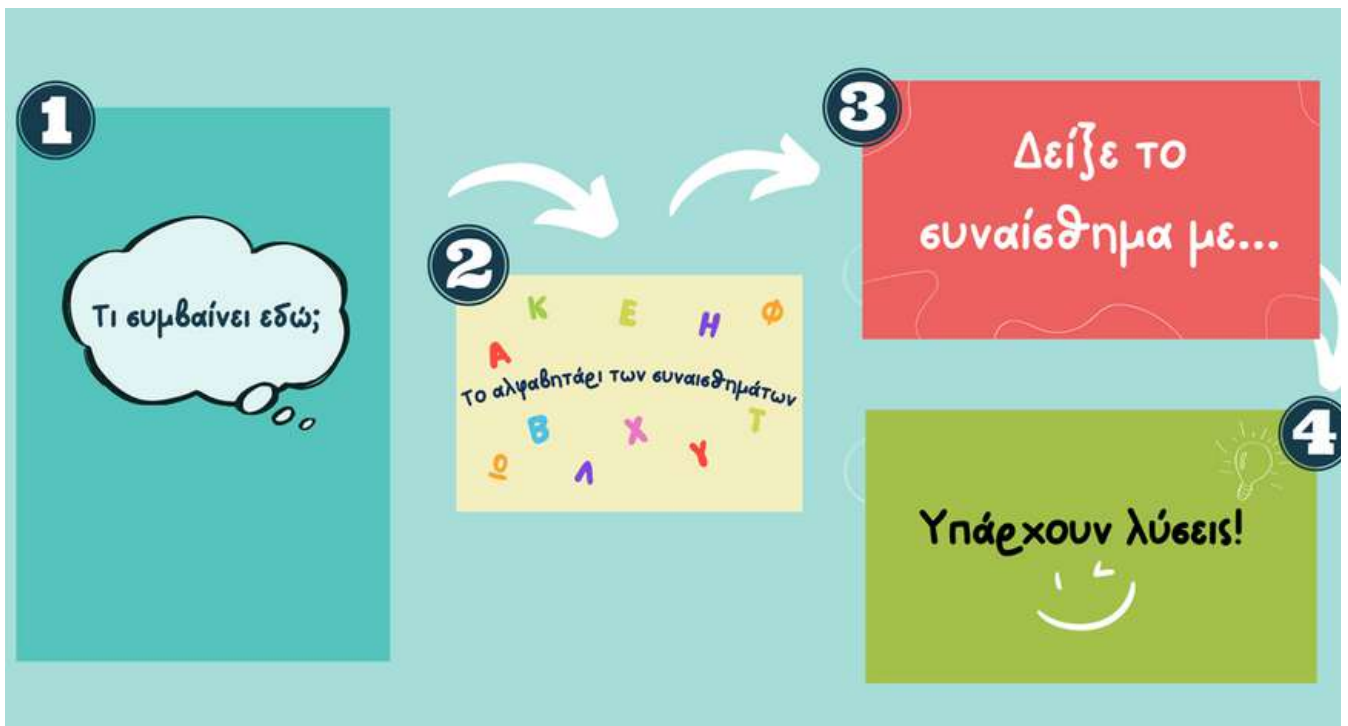 1
Τι συμβαίνει εδώ;
2
Κ Ε Η Φ
Α
Το αλφαβητάρι των συναισθημάτων
Β Χ Τ
Ω Λ Υ
3
Δείξε το
συναίσθημα με...
4
Υπάρχουν λύσεις!